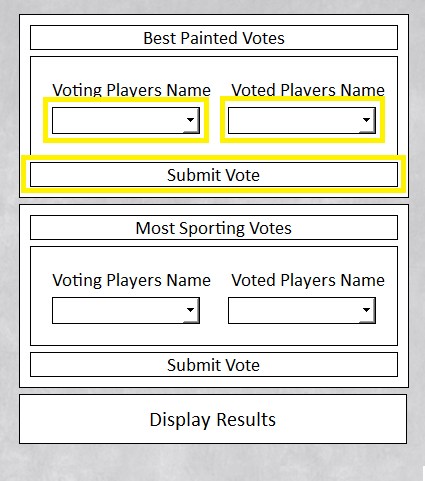 Best Painted Votes
Voting Players Name Voted Players Name
Submit Vote
Most Sporting Votes
Voting Players Name Voted Players Name
Submit Vote
Display Results